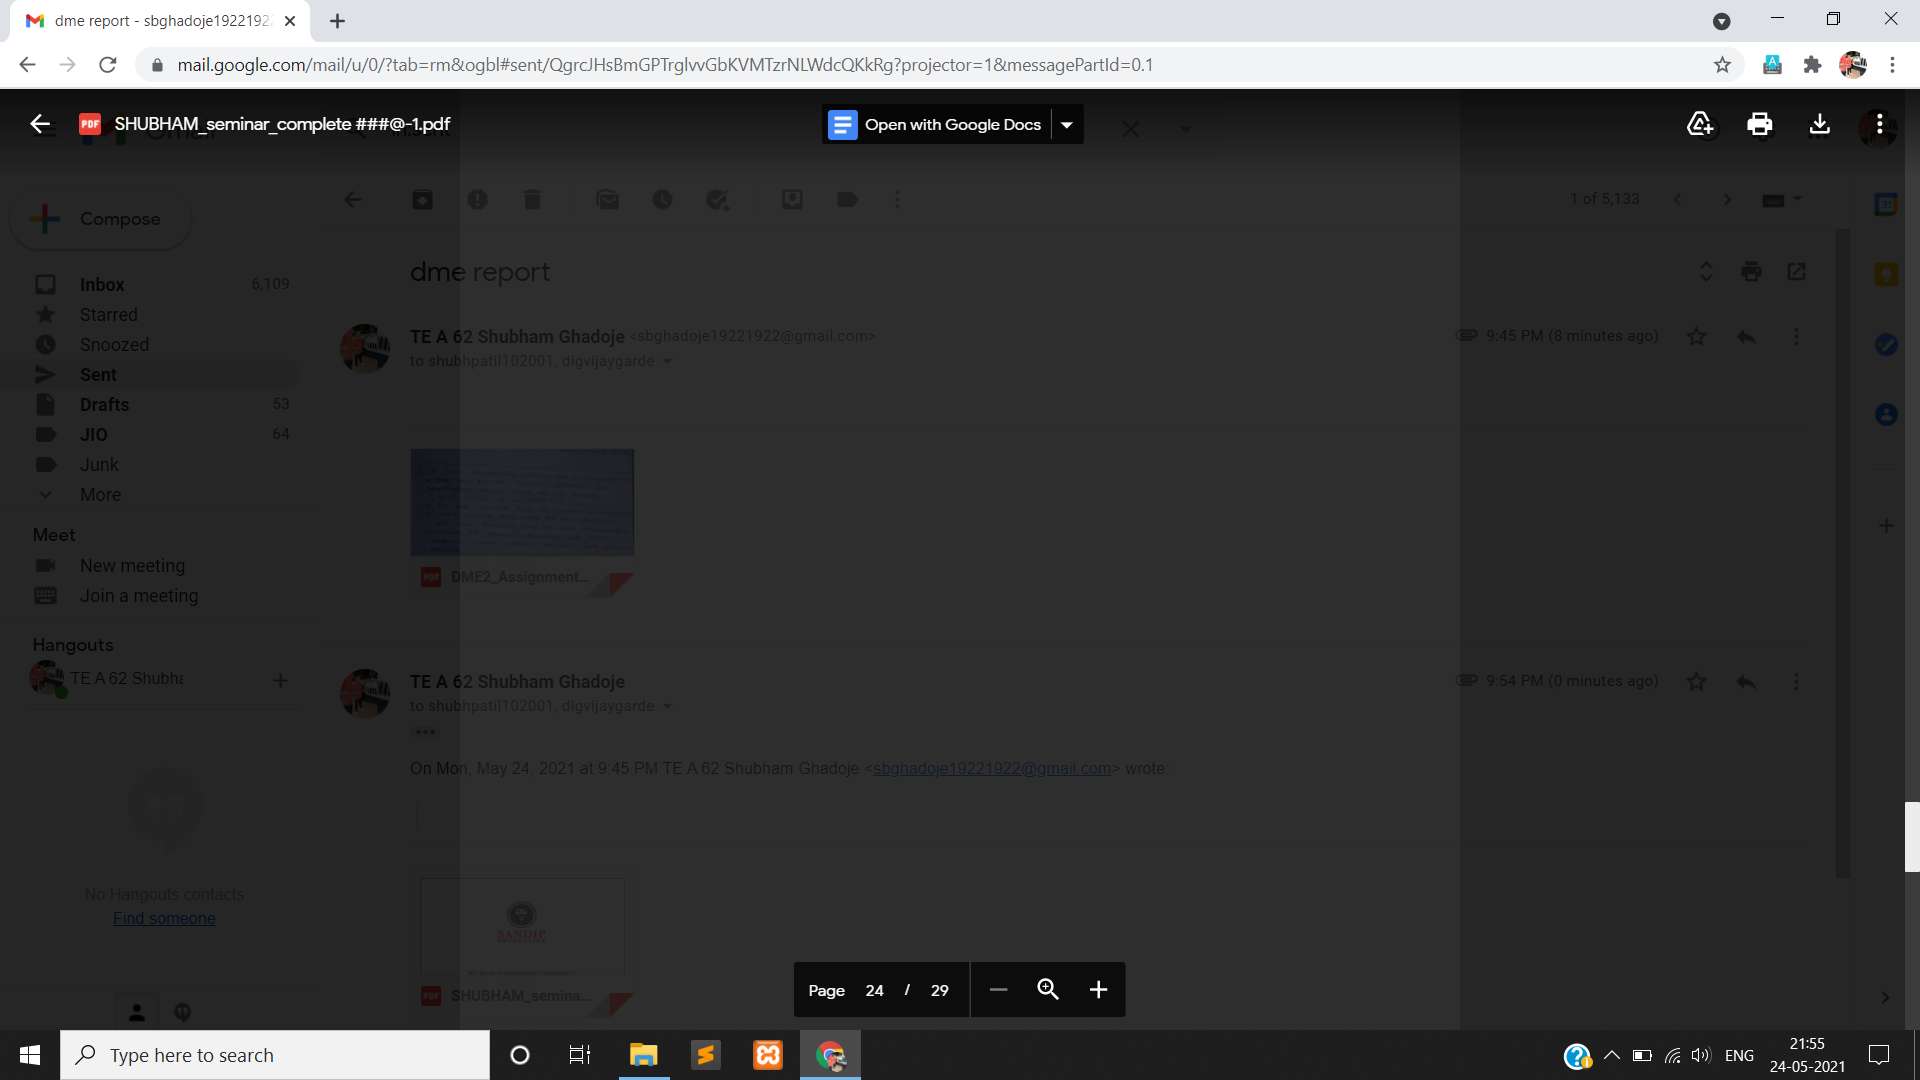 dme report - sbghadoje1922192
mail.google.com/mail/u/0/?tab=rm&ogbl#sent/QgrcJHsBmGPTrglvvGbKVMTzrNLWdcQKkRg?projector=1&messagePartId=0.1
PDF SHUBHAM_seminar_complete ###@-1.pdf
Open with Google Docs
Compose
1 of 5,133
dme report
Inbox 6,109
Starred
Snoozed
Sent
Drafts 53
JIO 64
Junk
More
TE A 62 Shubham Ghadoje <sbghadoje19221922@gmail.com>
9:45 PM (8 minutes ago)
to shubhpatil102001, digvijaygarde
PDF DME2_Assignment...
Meet
New meeting
Join a meeting
Hangouts
TE A 62 Shubha
TE A 62 Shubham Ghadoje
9:54 PM (0 minutes ago)
to shubhpatil102001, digvijaygarde
On Mon, May 24, 2021 at 9:45 PM TE A 62 Shubham Ghadoje <sbghadoje19221922@gmail.com> wrote:
No Hangouts contacts
Find someone
SANDIP
PDF SHUBHAM_semina...
Page 24 / 29
Type here to search
ENG
21:55
24-05-2021